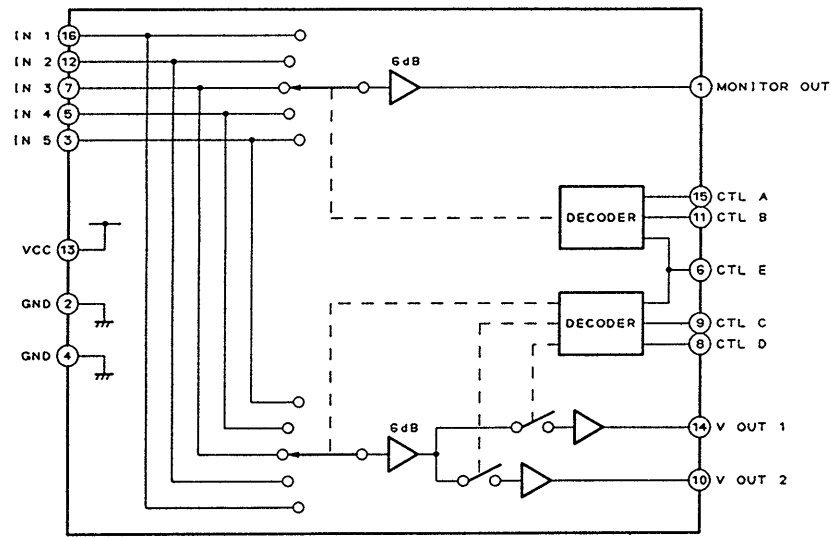 IN 1 16
IN 2 12
IN 3 7
IN 4 5
IN 5 3
6dB
1 MONITOR OUT
DECODER
15 CTL A
11 CTL B
VCC 13
6 CTL E
GND 2
DECODER
9 CTL C
8 CTL D
GND 4
6dB
14 V OUT 1
10 V OUT 2